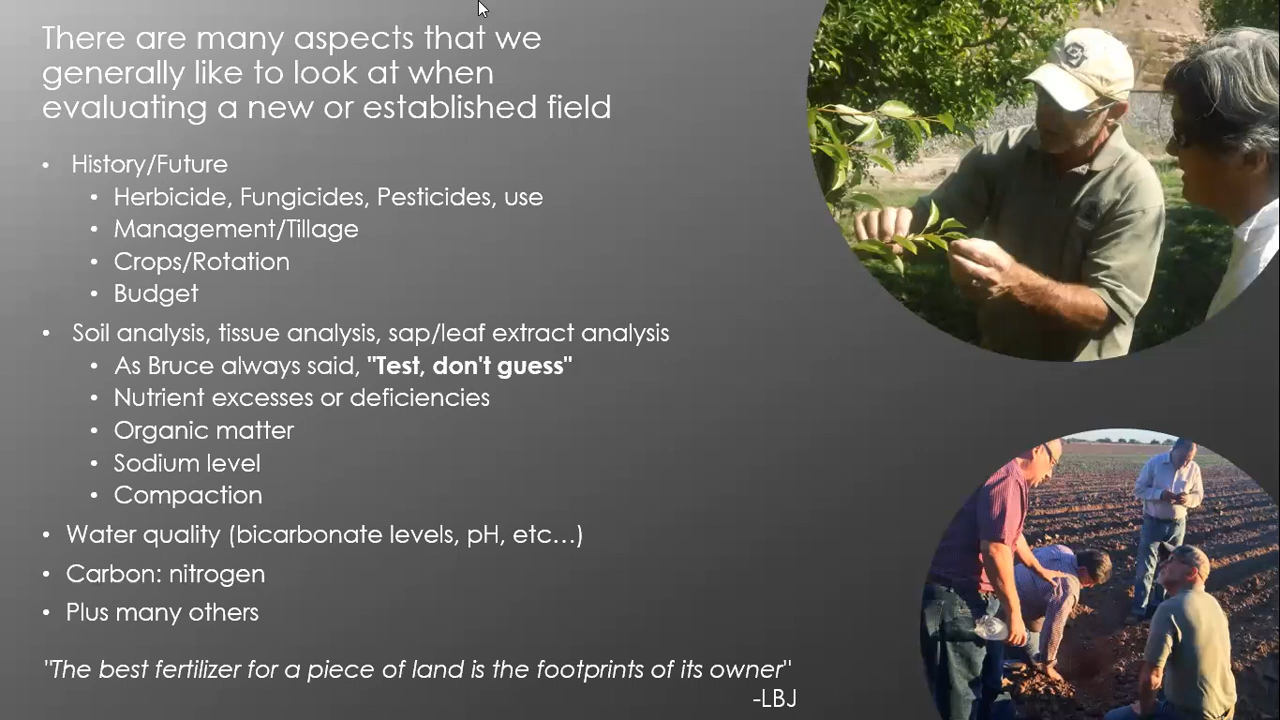 There are many aspects that we
generally like to look at when
evaluating a new or established field
• History/Future
• Herbicide, Fungicides, Pesticides, use
• Management/Tillage
• Crops/Rotation
• Budget
• Soil analysis, tissue analysis, sap/leaf extract analysis
• As Bruce always said, "Test, don't guess"
• Nutrient excesses or deficiencies
• Organic matter
• Sodium level
• Compaction
• Water quality (bicarbonate levels, pH, etc…)
• Carbon: nitrogen
• Plus many others
"The best fertilizer for a piece of land is the footprints of its owner"
-LBJ